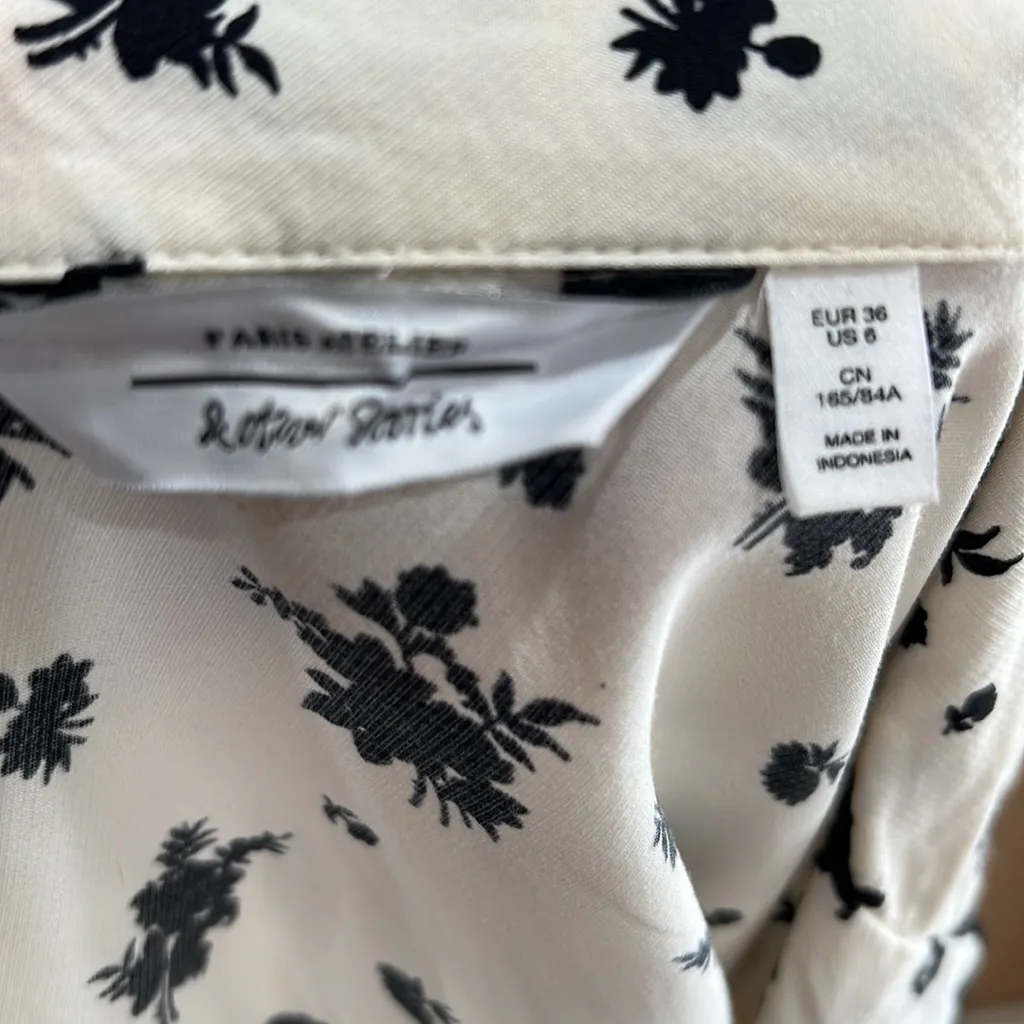 PARIS ATELIER
& Other Stories
EUR 36
US 6
CN
165/84A
MADE IN
INDONESIA